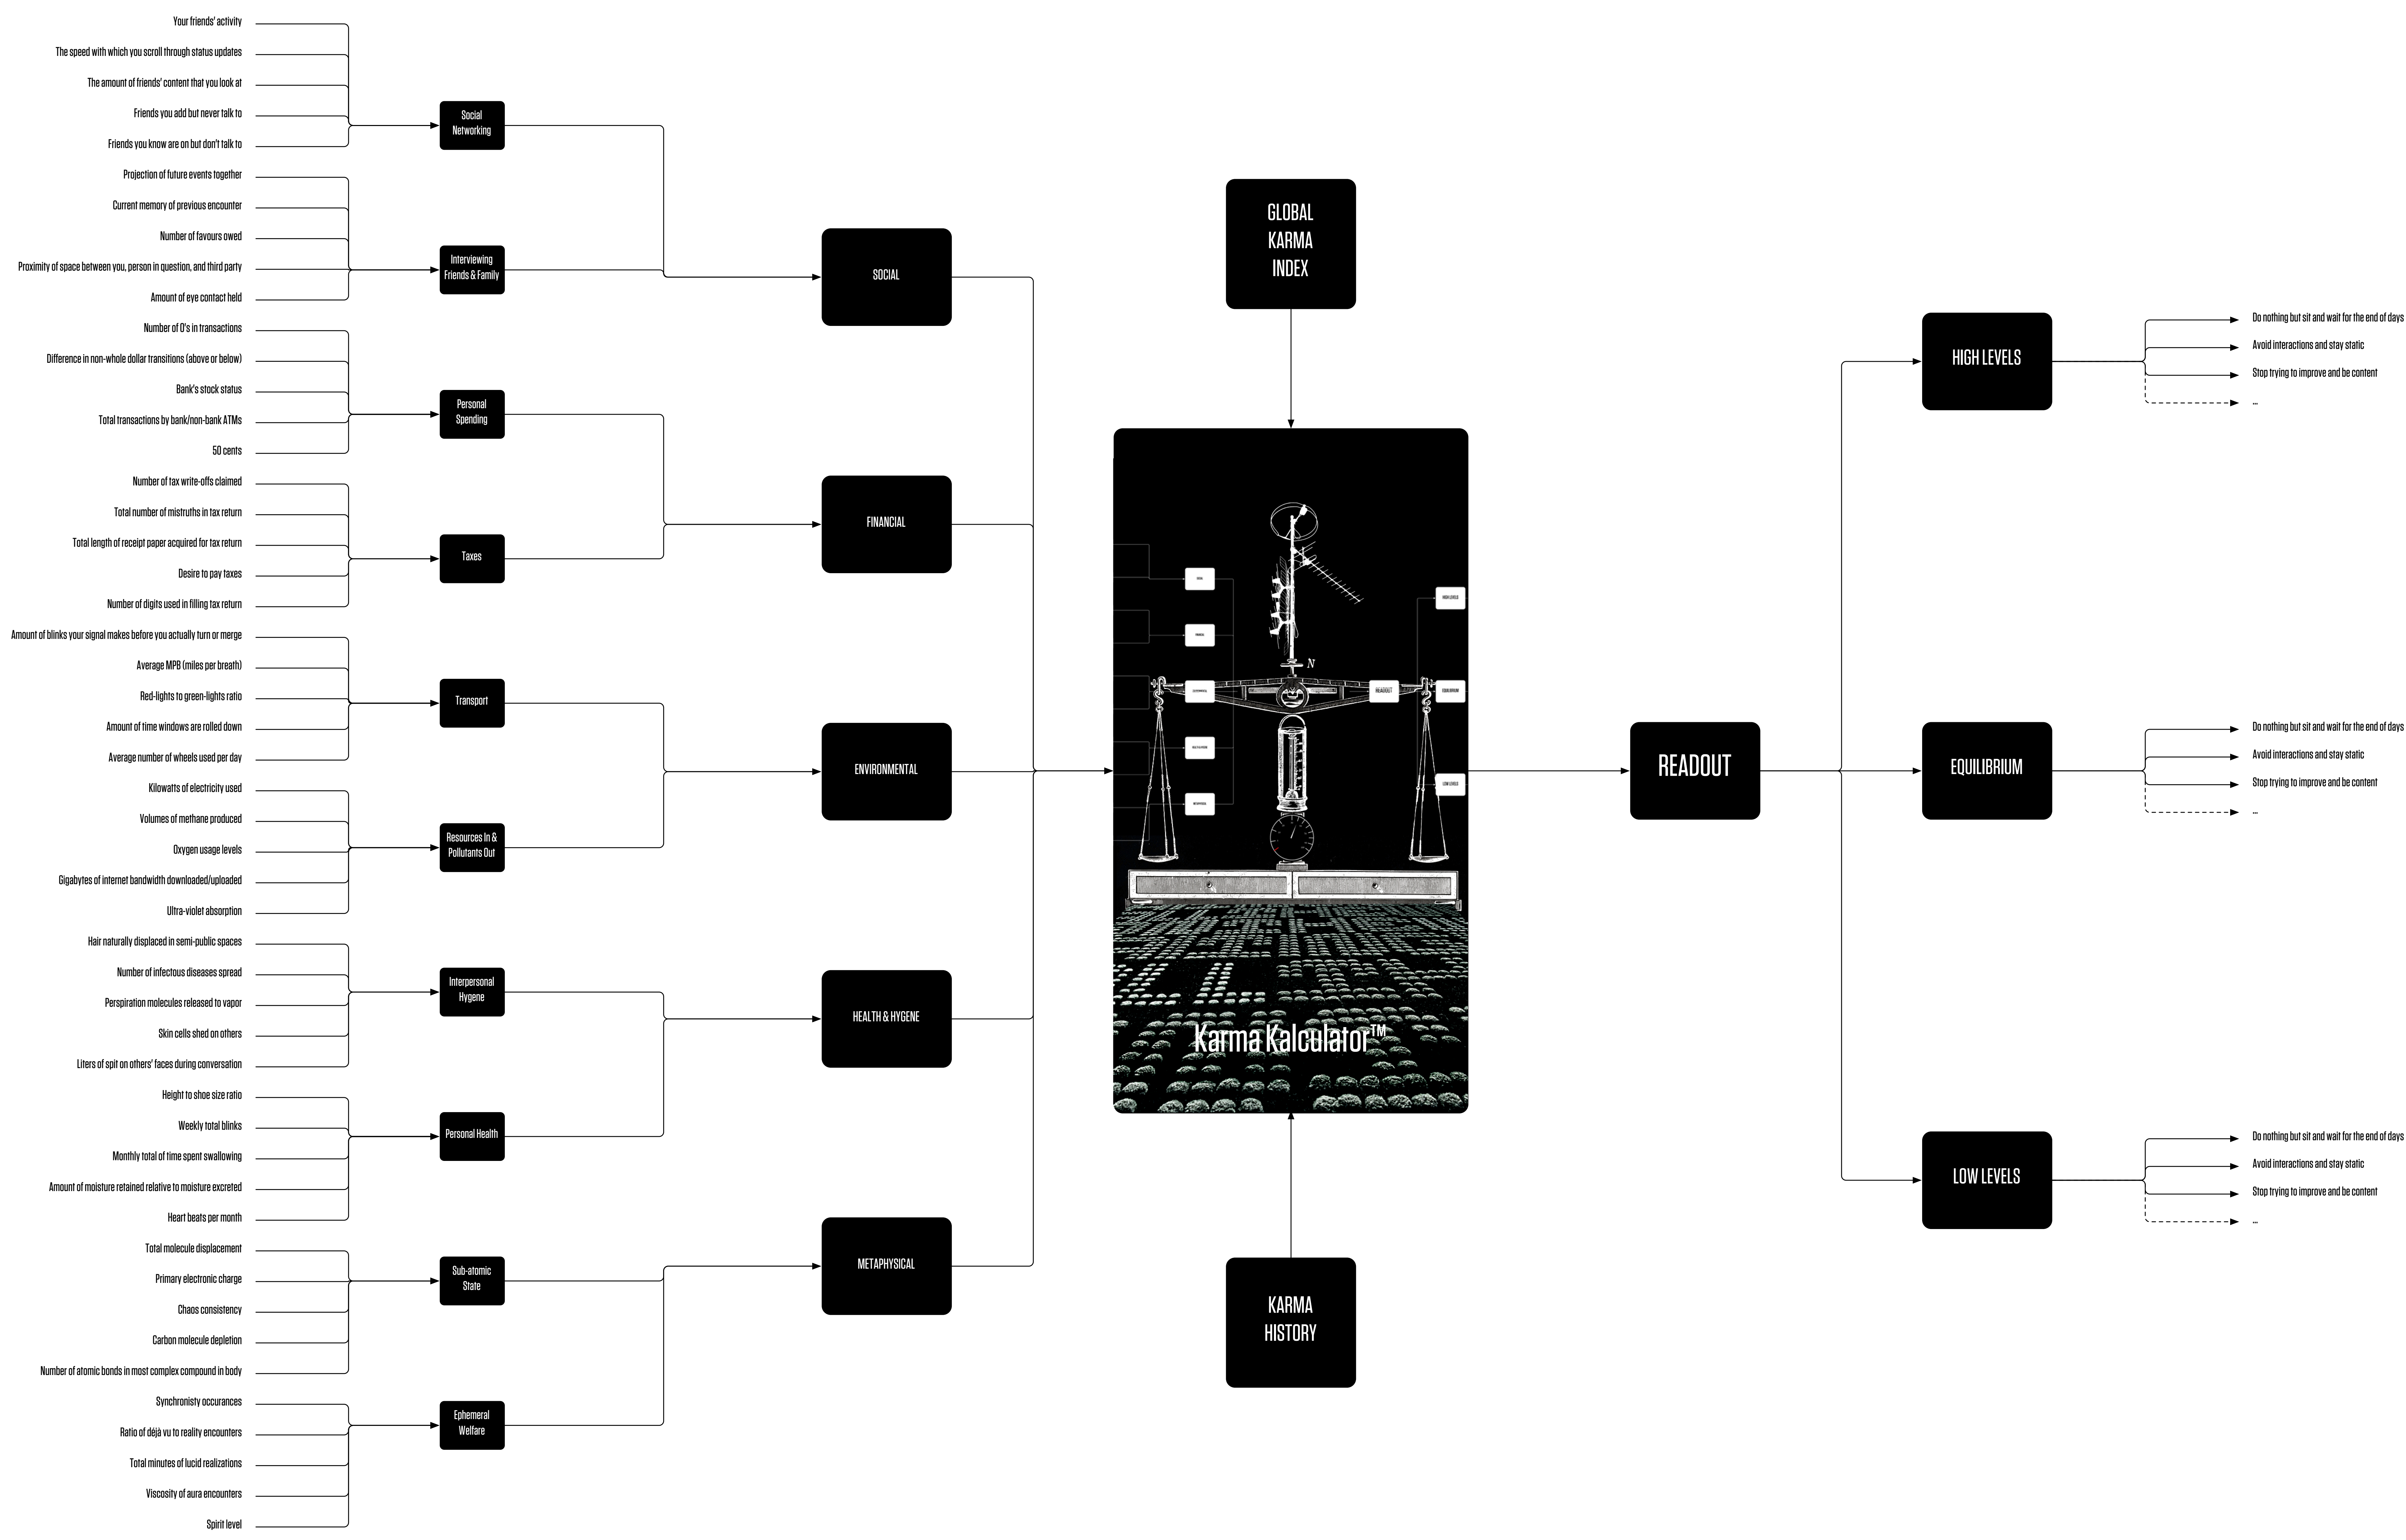 Your friends' activity
The speed with which you scroll through status updates
The amount of friends' content that you look at
Friends you add but never talk to
Friends you know are on but don't talk to
Projection of future events together
Current memory of previous encounter
Number of favours owed
Proximity of space between you, person in question, and third party
Amount of eye contact held
Number of 0's in transactions
Difference in non-whole dollar transitions (above or below)
Bank's stock status
Total transactions by bank/non-bank ATMs
50 cents
Number of tax write-offs claimed
Total number of mistruths in tax return
Total length of receipt paper acquired for tax return
Desire to pay taxes
Number of digits used in filling tax return
Amount of blinks your signal makes before you actually turn or merge
Average MPB (miles per breath)
Red-lights to green-lights ratio
Amount of time windows are rolled down
Average number of wheels used per day
Kilowatts of electricity used
Volumes of methane produced
Oxygen usage levels
Gigabytes of internet bandwidth downloaded/uploaded
Ultra-violet absorption
Hair naturally displaced in semi-public spaces
Number of infectous diseases spread
Perspiration molecules released to vapor
Skin cells shed on others
Liters of spit on others' faces during conversation
Height to shoe size ratio
Weekly total blinks
Monthly total of time spent swallowing
Amount of moisture retained relative to moisture excreted
Heart beats per month
Total molecule displacement
Primary electronic charge
Chaos consistency
Carbon molecule depletion
Number of atomic bonds in most complex compound in body
Synchronisty occurances
Ratio of déjà vu to reality encounters
Total minutes of lucid realizations
Viscosity of aura encounters
Spirit level
Social
Networking
Interviewing
Friends & Family
Personal
Spending
Taxes
Transport
Resources In &
Pollutants Out
Interpersonal
Hygene
Personal Health
Sub-atomic
State
Ephemeral
Welfare
SOCIAL
FINANCIAL
ENVIRONMENTAL
HEALTH & HYGENE
METAPHYSICAL
GLOBAL
KARMA
INDEX
N
READOUT
HIGH LEVELS
EQUILIBRIUM
LOW LEVELS
Karma Kalculator™
KARMA
HISTORY
READOUT
HIGH LEVELS
Do nothing but sit and wait for the end of days
Avoid interactions and stay static
Stop trying to improve and be content
...
EQUILIBRIUM
Do nothing but sit and wait for the end of days
Avoid interactions and stay static
Stop trying to improve and be content
...
LOW LEVELS
Do nothing but sit and wait for the end of days
Avoid interactions and stay static
Stop trying to improve and be content
...